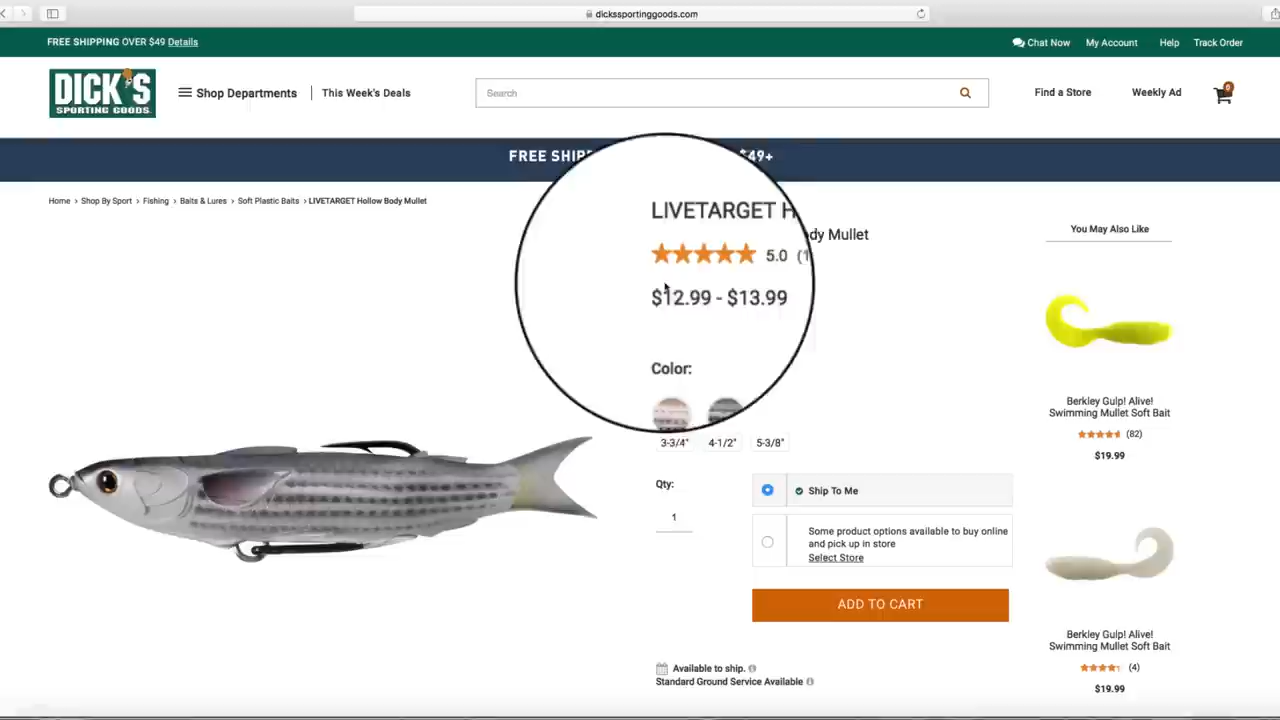 dickssportinggoods.com
FREE SHIPPING OVER $49 Details
Chat Now My Account Help Track Order
DICK'S
SPORTING GOODS
Shop Departments This Week's Deals
Search
Find a Store Weekly Ad 0
FREE $49+
Home › Shop By Sport › Fishing › Baits & Lures › Soft Plastic Baits › LIVETARGET Hollow Body Mullet
LIVETARGET
Mullet
5.0
$12.99 - $13.99
Color:
3-3/4" 4-1/2" 5-3/8"
Qty:
1
Ship To Me
Some product options available to buy online
and pick up in store
Select Store
ADD TO CART
Available to ship.
Standard Ground Service Available
You May Also Like
Berkley Gulp! Alive!
Swimming Mullet Soft Bait
(82)
$19.99
Berkley Gulp! Alive!
Swimming Mullet Soft Bait
(4)
$19.99